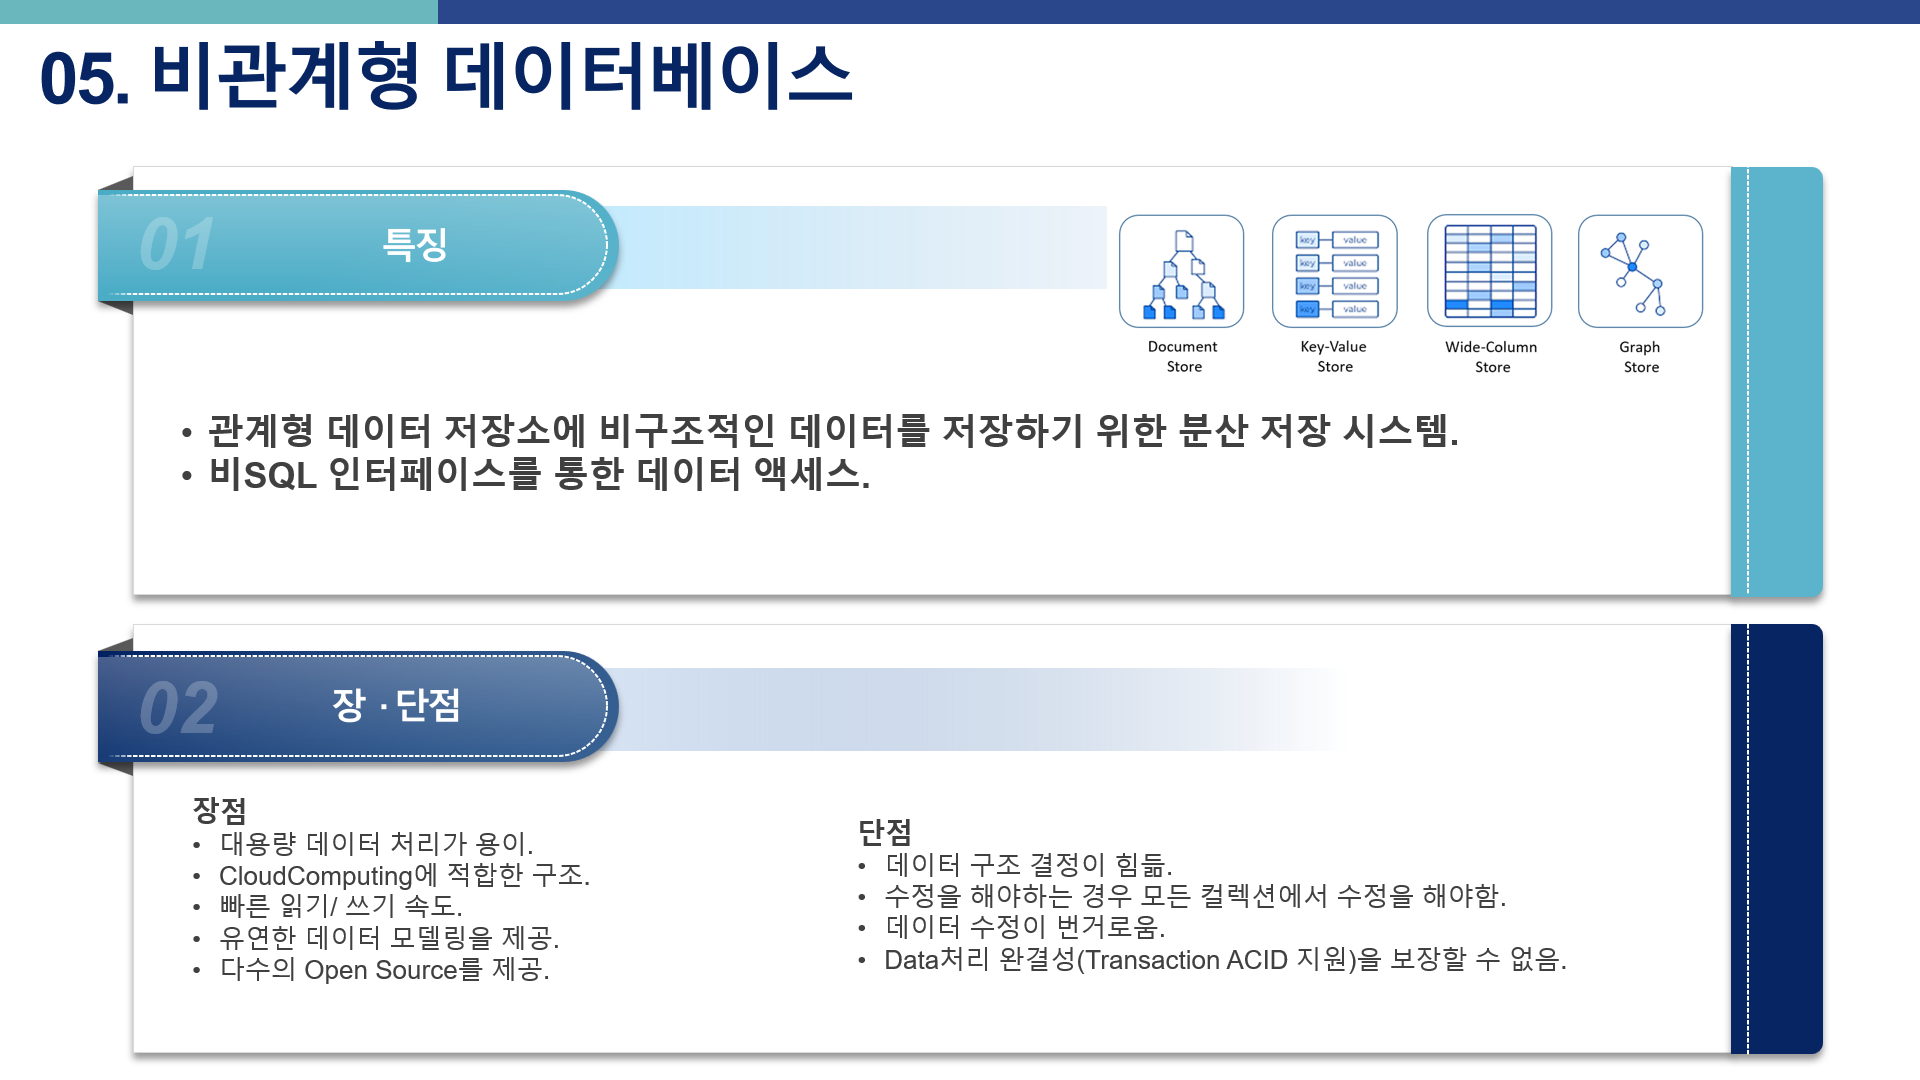 05. 비관계형 데이터베이스
01 특징
key value
key value
key value
key value
Document
Store
Key-Value
Store
Wide-Column
Store
Graph
Store
• 관계형 데이터 저장소에 비구조적인 데이터를 저장하기 위한 분산 저장 시스템.
• 비SQL 인터페이스를 통한 데이터 액세스.
02 장 · 단점
장점
• 대용량 데이터 처리가 용이.
• CloudComputing에 적합한 구조.
• 빠른 읽기/ 쓰기 속도.
• 유연한 데이터 모델링을 제공.
• 다수의 Open Source를 제공.
단점
• 데이터 구조 결정이 힘듦.
• 수정을 해야하는 경우 모든 컬렉션에서 수정을 해야함.
• 데이터 수정이 번거로움.
• Data처리 완결성(Transaction ACID 지원)을 보장할 수 없음.